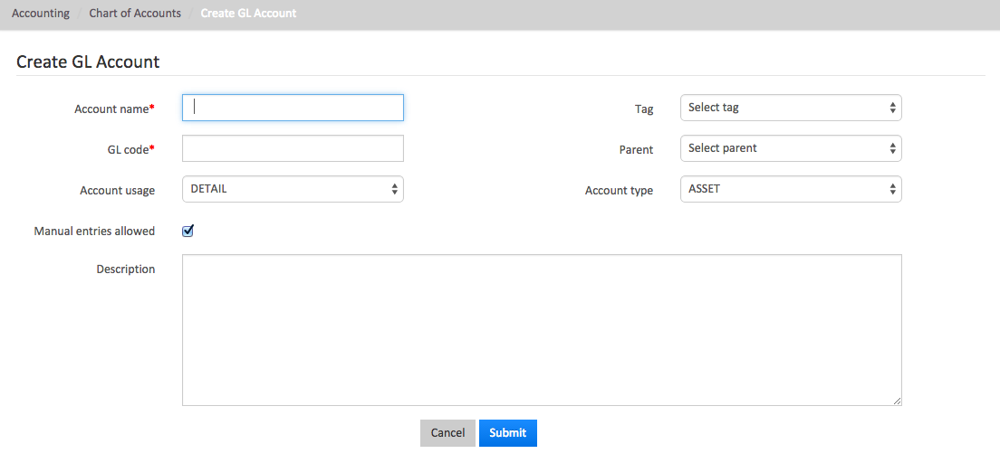 Accounting / Chart of Accounts / Create GL Account
Create GL Account
Account name*
Tag
Select tag
GL code*
Parent
Select parent
Account usage
DETAIL
Account type
ASSET
Manual entries allowed
Description
Cancel
Submit